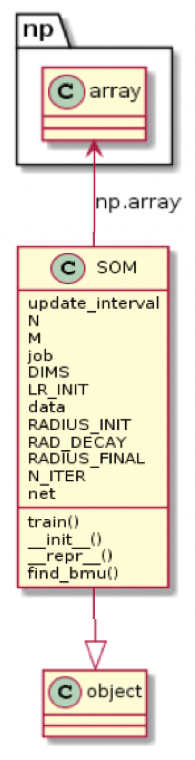 np
C array
np.array
C SOM
update_interval
N
M
job
DIMS
LR_INIT
data
RADIUS_INIT
RAD_DECAY
RADIUS_FINAL
N_ITER
net
train()
__init__()
__repr__()
find_bmu()
C object